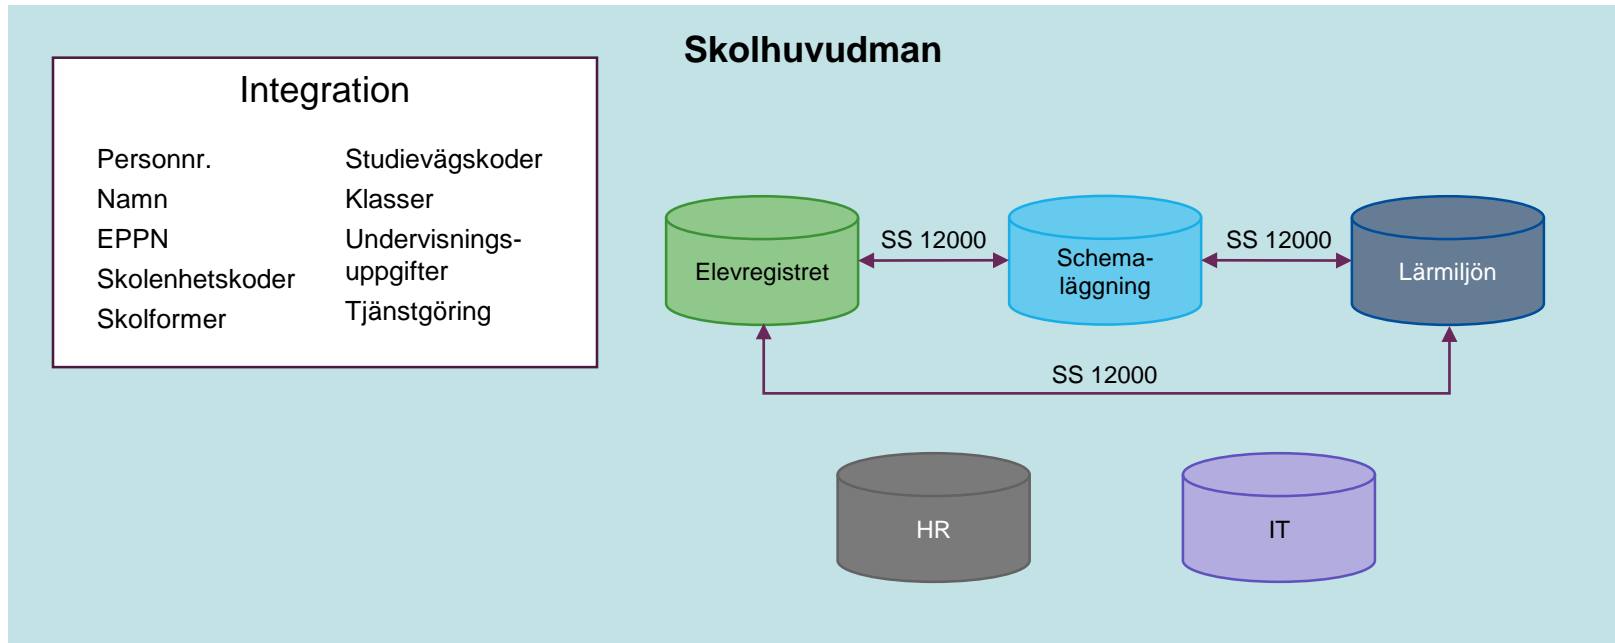 Skolhuvudman
Integration
Personnr.
Namn
EPPN
Skolenhetskoder
Skolformer
Studievägskoder
Klasser
Undervisnings-
uppgifter
Tjänstgöring
Elevregistret
SS 12000
Schema-
läggning
SS 12000
Lärmiljön
SS 12000
HR
IT